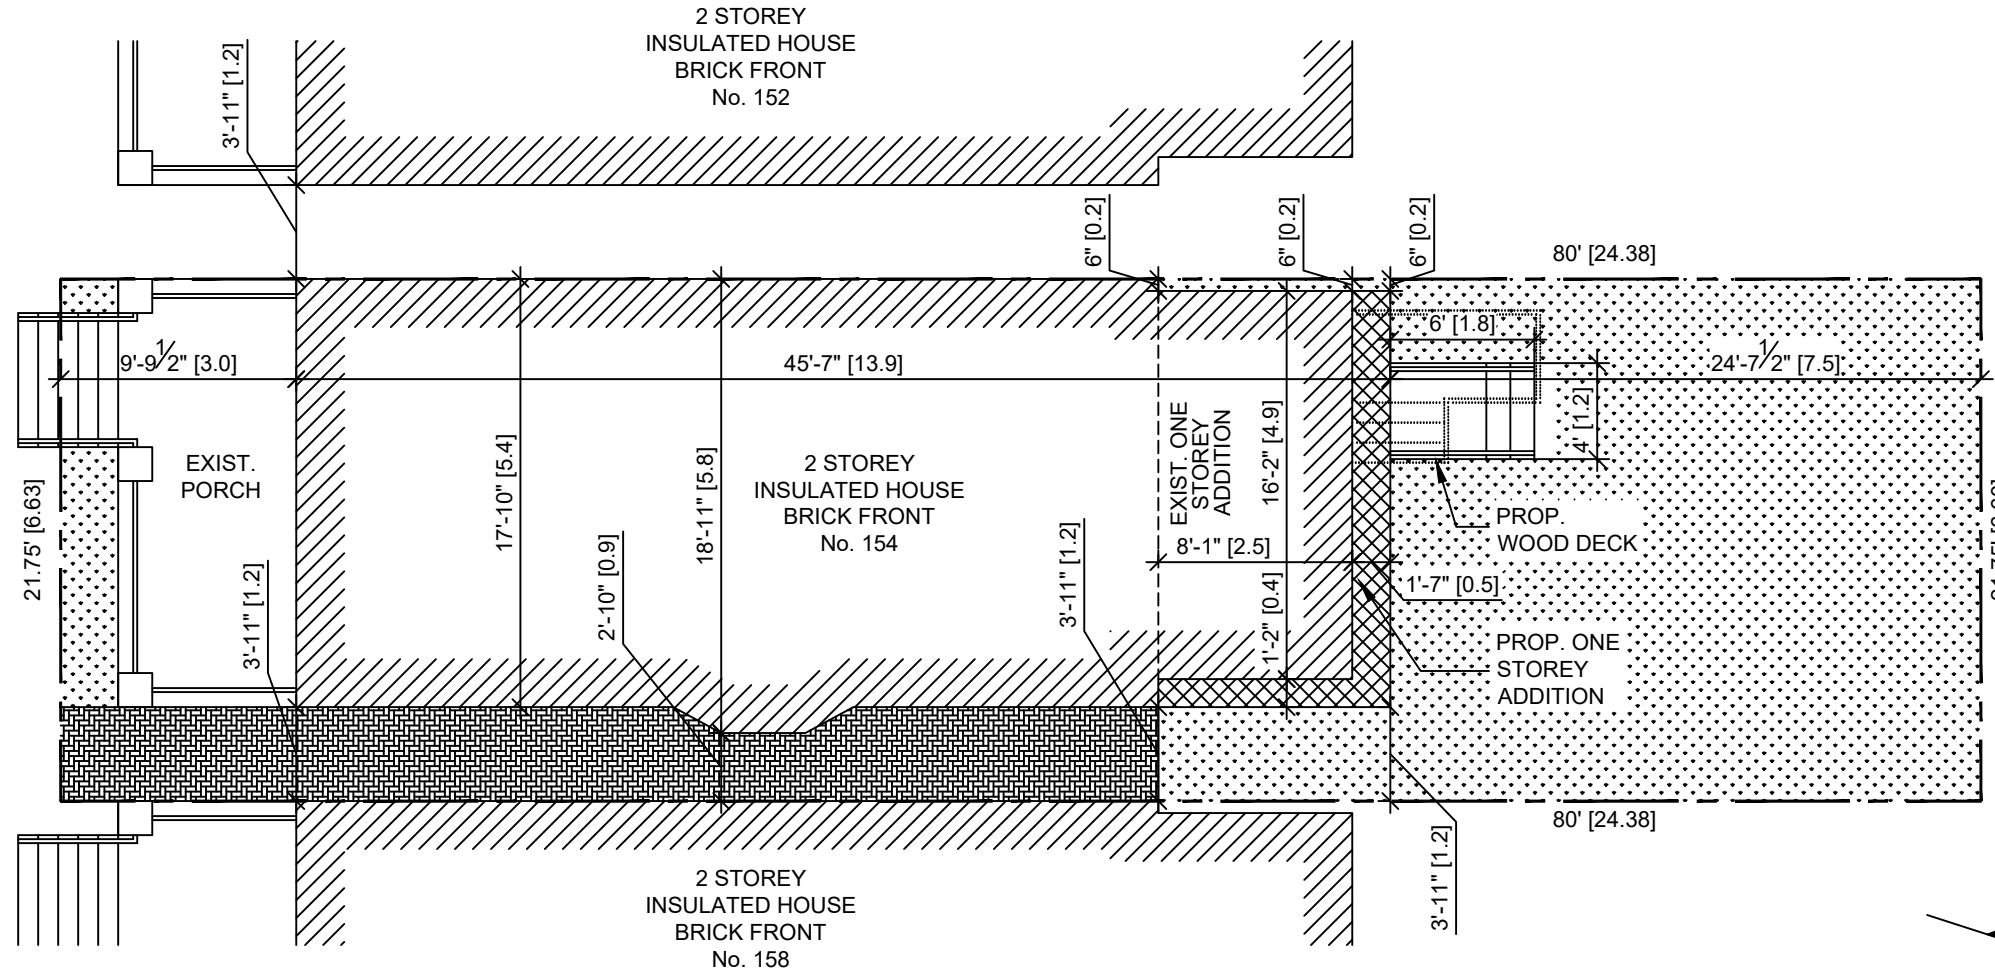 2 STOREY
INSULATED HOUSE
BRICK FRONT
No. 152
3'-11" [1.2]
6" [0.2]
6" [0.2]
6" [0.2]
80' [24.38]
9'-9 1/2" [3.0]
45'-7" [13.9]
6' [1.8]
24'-7 1/2" [7.5]
4' [1.2]
21.75' [6.63]
EXIST.
PORCH
17'-10" [5.4]
18'-11" [5.8]
2 STOREY
INSULATED HOUSE
BRICK FRONT
No. 154
EXIST. ONE
STOREY
ADDITION
16'-2" [4.9]
8'-1" [2.5]
PROP.
WOOD DECK
3'-11" [1.2]
2'-10" [0.9]
3'-11" [1.2]
1'-2" [0.4]
1'-7" [0.5]
PROP. ONE
STOREY
ADDITION
80' [24.38]
3'-11" [1.2]
2 STOREY
INSULATED HOUSE
BRICK FRONT
No. 158